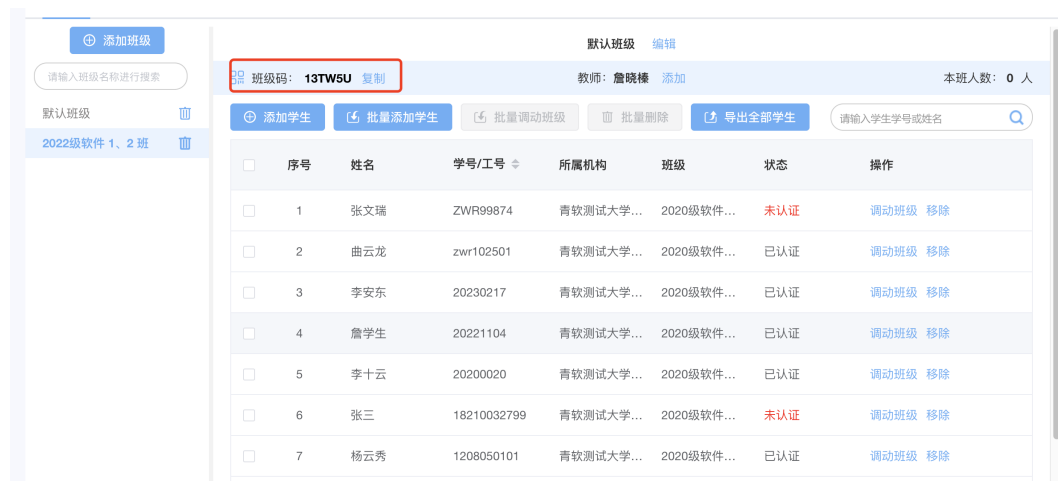 添加班级
请输入班级名称进行搜索
默认班级
2022级软件 1、2 班
默认班级 编辑
班级码： 13TW5U 复制 教师：詹晓榛 添加 本班人数： 0 人
添加学生 批量添加学生 批量调动班级 批量删除 导出全部学生 请输入学生学号或姓名
序号 姓名 学号/工号 所属机构 班级 状态 操作
1 张文瑞 ZWR99874 青软测试大学... 2020级软件... 未认证 调动班级 移除
2 曲云龙 zwr102501 青软测试大学... 2020级软件... 已认证 调动班级 移除
3 李安东 20230217 青软测试大学... 2020级软件... 已认证 调动班级 移除
4 詹学生 20221104 青软测试大学... 2020级软件... 已认证 调动班级 移除
5 李十云 20200020 青软测试大学... 2020级软件... 已认证 调动班级 移除
6 张三 18210032799 青软测试大学... 2020级软件... 未认证 调动班级 移除
7 杨云秀 1208050101 青软测试大学... 2020级软件... 已认证 调动班级 移除